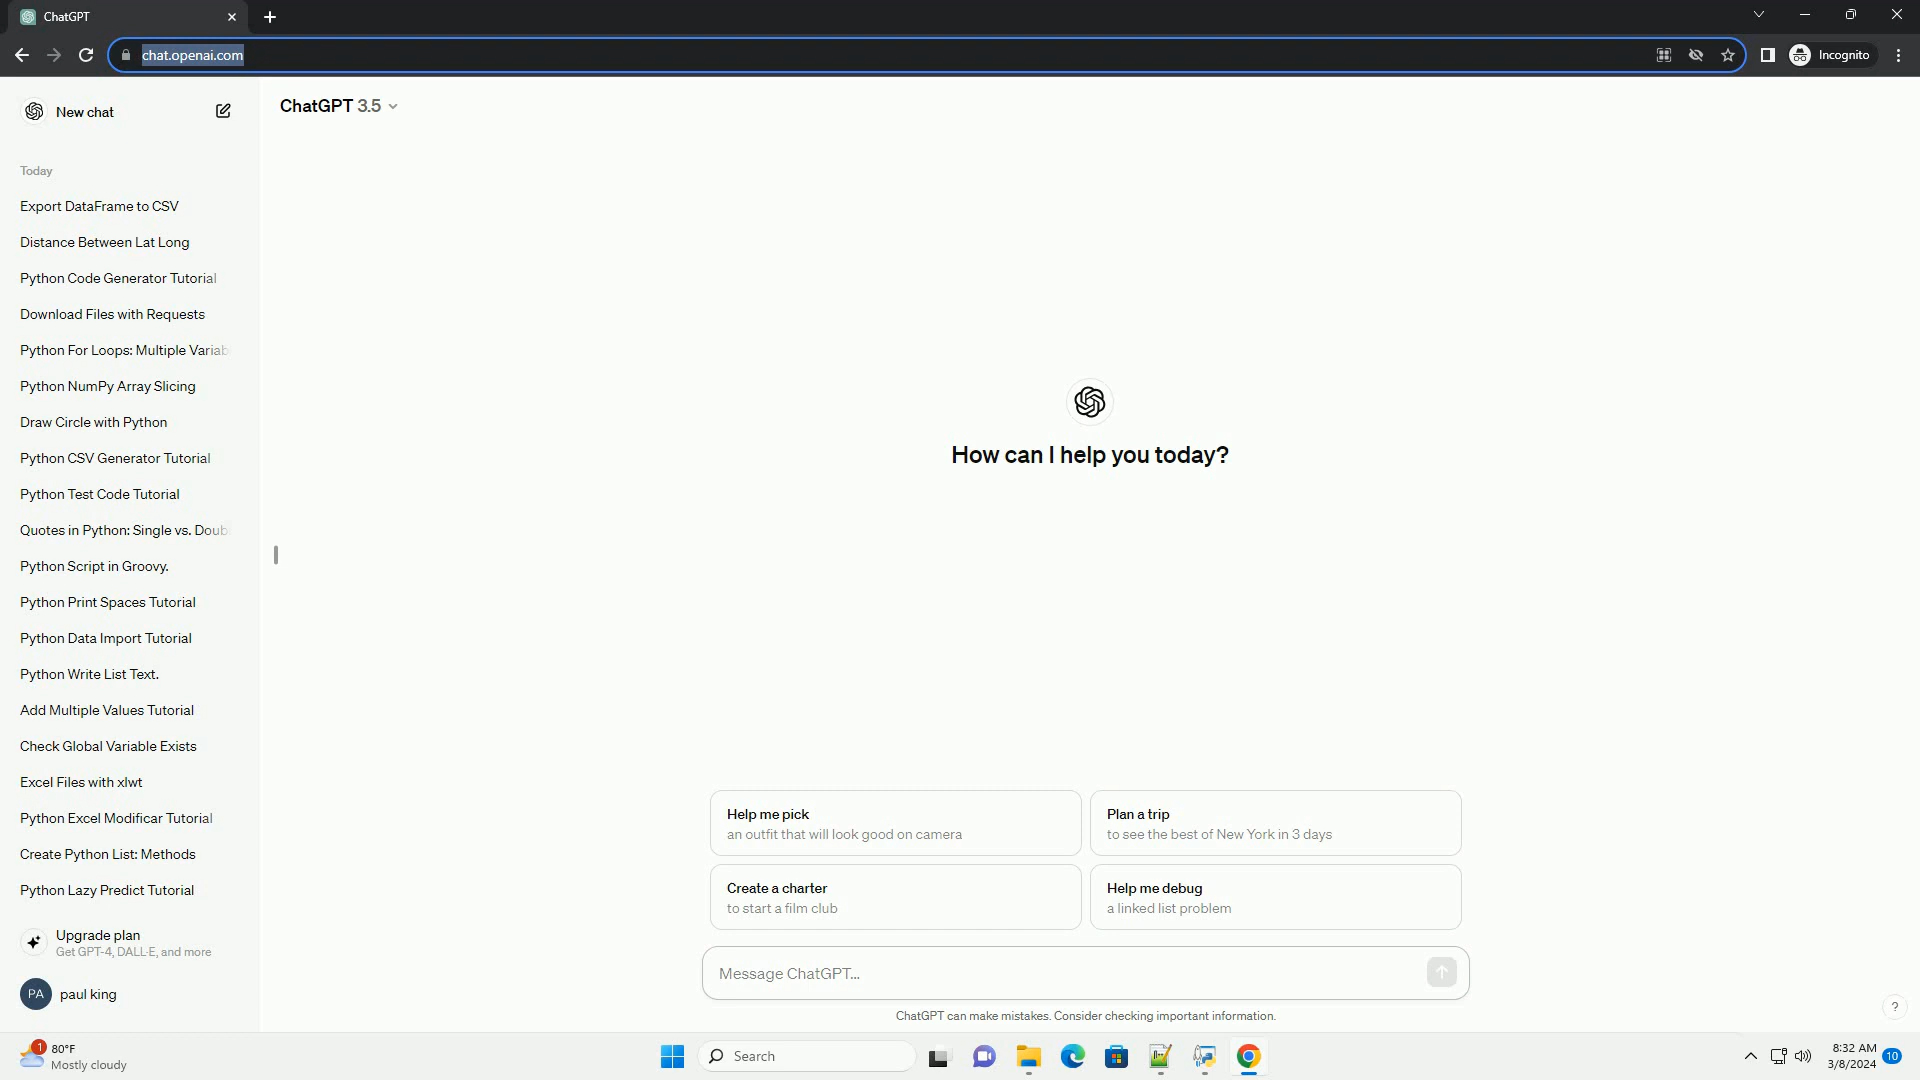 ChatGPT
chat.openai.com
Incognito
New chat
ChatGPT 3.5
Today
Export DataFrame to CSV
Distance Between Lat Long
Python Code Generator Tutorial
Download Files with Requests
Python For Loops: Multiple Variab
Python NumPy Array Slicing
Draw Circle with Python
Python CSV Generator Tutorial
Python Test Code Tutorial
Quotes in Python: Single vs. Doub
Python Script in Groovy.
Python Print Spaces Tutorial
Python Data Import Tutorial
Python Write List Text.
Add Multiple Values Tutorial
Check Global Variable Exists
Excel Files with xlwt
Python Excel Modificar Tutorial
Create Python List: Methods
Python Lazy Predict Tutorial
Upgrade plan
Get GPT-4, DALL·E, and more
PA
paul king
How can I help you today?
Help me pick
an outfit that will look good on camera
Plan a trip
to see the best of New York in 3 days
Create a charter
to start a film club
Help me debug
a linked list problem
Message ChatGPT...
ChatGPT can make mistakes. Consider checking important information.
?
1
80°F
Mostly cloudy
Search
8:32 AM
3/8/2024
10